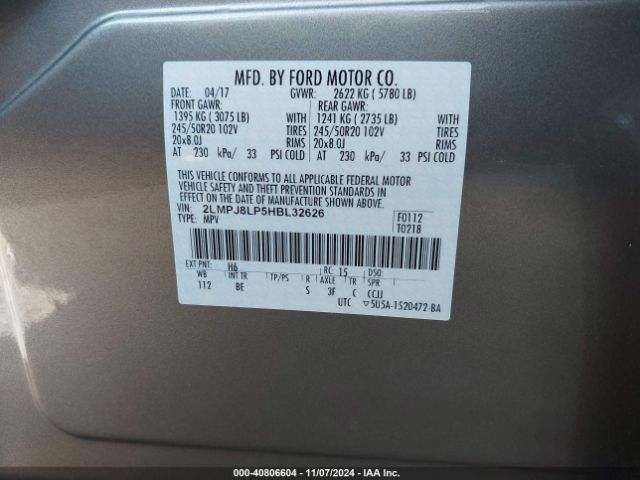 MFD. BY FORD MOTOR CO.
DATE: 04/17 GVWR: 2622 KG ( 5780 LB)
FRONT GAWR: REAR GAWR:
1395 KG ( 3075 LB) WITH 1241 KG ( 2735 LB) WITH
245/50R20 102V TIRES 245/50R20 102V TIRES
20x8.0J RIMS 20x8.0J RIMS
AT 230 kPa/ 33 PSI COLD AT 230 kPa/ 33 PSI COLD
THIS VEHICLE CONFORMS TO ALL APPLICABLE FEDERAL MOTOR
VEHICLE SAFETY AND THEFT PREVENTION STANDARDS IN
EFFECT ON THE DATE OF MANUFACTURE SHOWN ABOVE.
VIN: 2LMPJ8LP5HBL32626 F0112
TYPE: MPV T0218
EXT PNT: H6 RC: 15 DSO:
WB INT TR TP/PS R AXLE TR SPR
112 BE S 3F C CCJJ
UTC ▽5U5A-1520472-BA
000-40806604 | 11/07/2024 | IAA Inc.